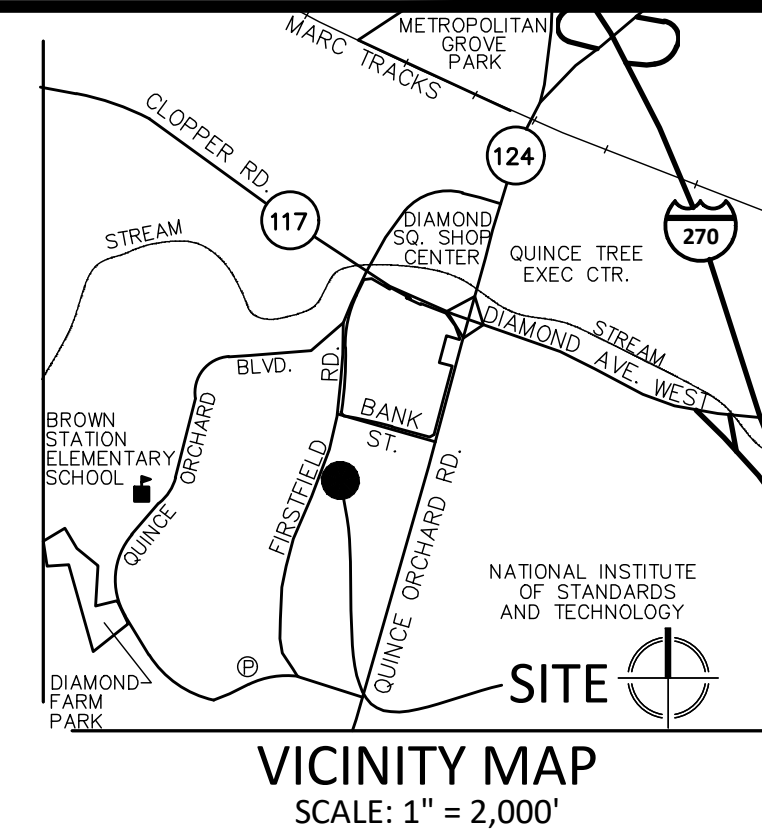 METROPOLITAN
GROVE
PARK
MARC TRACKS
CLOPPER RD.
124
117
270
STREAM
DIAMOND
SQ. SHOP
CENTER
QUINCE TREE
EXEC CTR.
DIAMOND AVE. WEST
STREAM
BLVD.
RD.
BANK
ST.
BROWN
STATION
ELEMENTARY
SCHOOL
ORCHARD
QUINCE
FIRSTFIELD
QUINCE ORCHARD RD.
NATIONAL INSTITUTE
OF STANDARDS
AND TECHNOLOGY
P
DIAMOND
FARM
PARK
SITE
VICINITY MAP
SCALE: 1" = 2,000'